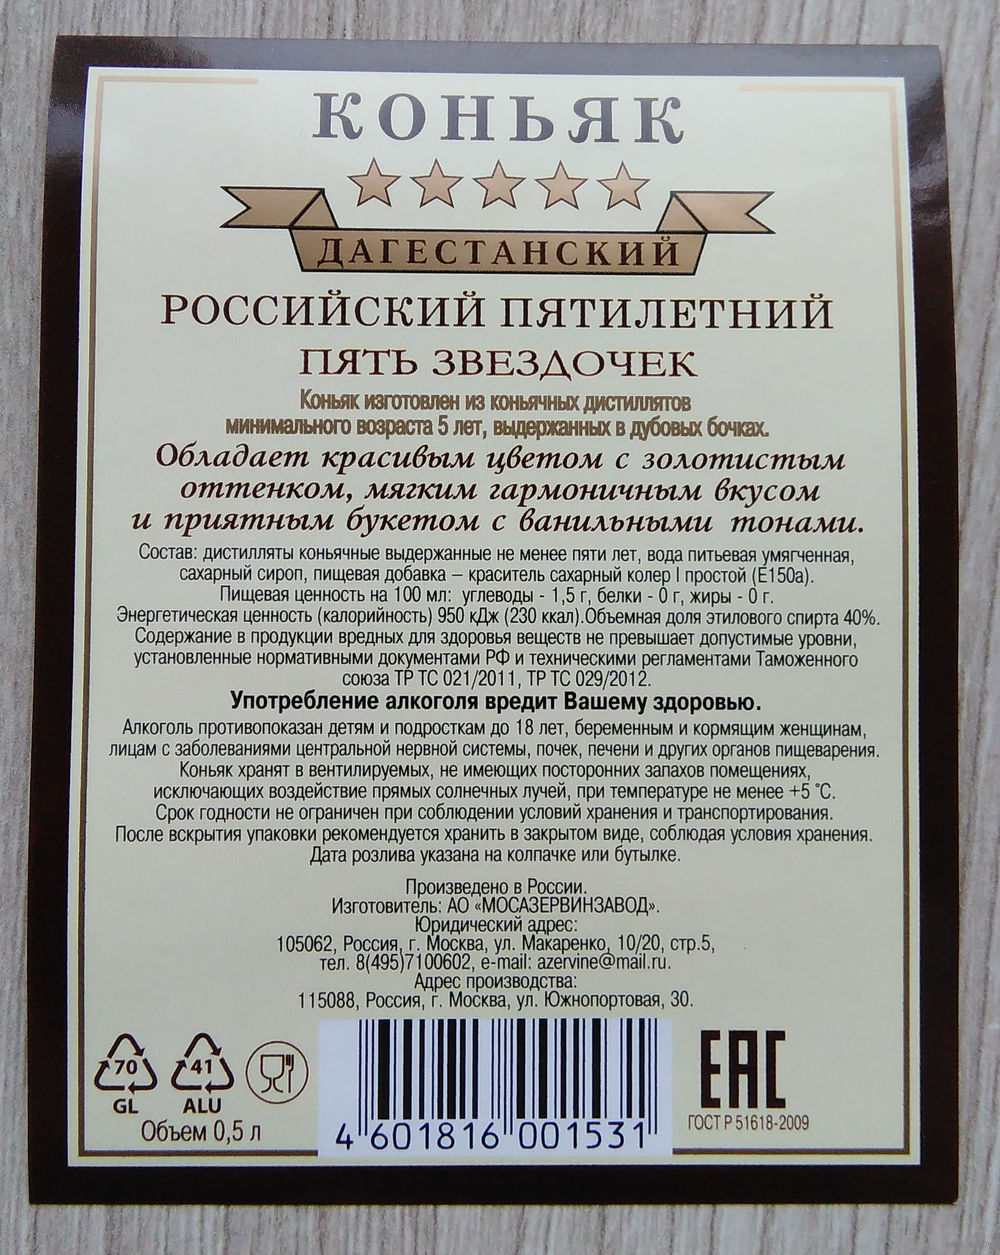 КОНЬЯК
ДАГЕСТАНСКИЙ
РОССИЙСКИЙ ПЯТИЛЕТНИЙ
ПЯТЬ ЗВЕЗДОЧЕК
Коньяк изготовлен из коньячных дистиллятов
минимального возраста 5 лет, выдержанных в дубовых бочках.
Обладает красивым цветом с золотистым
оттенком, мягким гармоничным вкусом
и приятным букетом с ванильными тонами.
Состав: дистилляты коньячные выдержанные не менее пяти лет, вода питьевая умягченная,
сахарный сироп, пищевая добавка – краситель сахарный колер I простой (Е150а).
Пищевая ценность на 100 мл: углеводы - 1,5 г, белки - 0 г, жиры - 0 г.
Энергетическая ценность (калорийность) 950 кДж (230 ккал).Объемная доля этилового спирта 40%.
Содержание в продукции вредных для здоровья веществ не превышает допустимые уровни,
установленные нормативными документами РФ и техническими регламентами Таможенного
союза ТР ТС 021/2011, ТР ТС 029/2012.
Употребление алкоголя вредит Вашему здоровью.
Алкоголь противопоказан детям и подросткам до 18 лет, беременным и кормящим женщинам,
лицам с заболеваниями центральной нервной системы, почек, печени и других органов пищеварения.
Коньяк хранят в вентилируемых, не имеющих посторонних запахов помещениях,
исключающих воздействие прямых солнечных лучей, при температуре не менее +5 °С.
Срок годности не ограничен при соблюдении условий хранения и транспортирования.
После вскрытия упаковки рекомендуется хранить в закрытом виде, соблюдая условия хранения.
Дата розлива указана на колпачке или бутылке.
Произведено в России.
Изготовитель: АО «МОСАЗЕРВИНЗАВОД».
Юридический адрес:
105062, Россия, г. Москва, ул. Макаренко, 10/20, стр.5,
тел. 8(495)7100602, e-mail: azervine@mail.ru.
Адрес производства:
115088, Россия, г. Москва, ул. Южнопортовая, 30.
70 41
GL ALU
Объем 0,5 л
4 601816 001531
ЕАС
ГОСТ Р 51618-2009